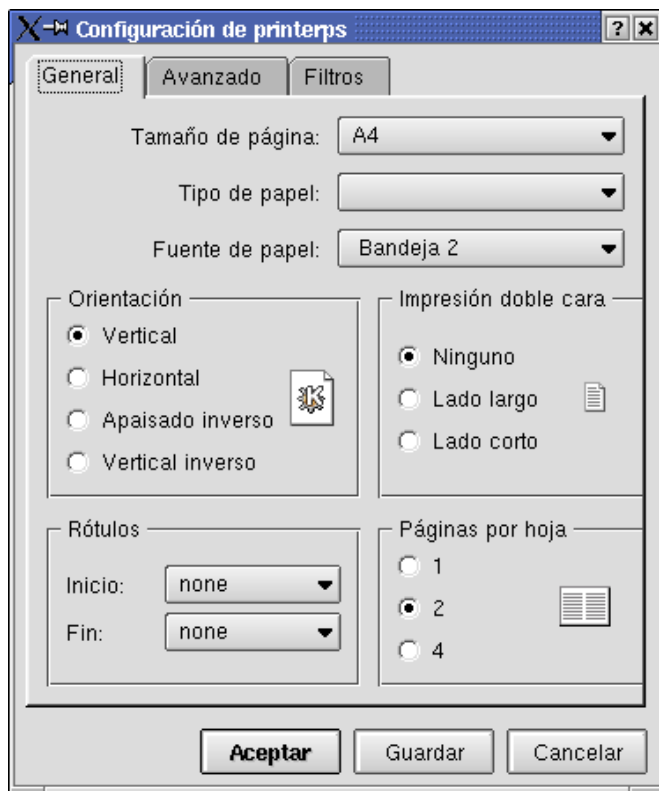 Configuración de printerps
General Avanzado Filtros
Tamaño de página: A4
Tipo de papel:
Fuente de papel: Bandeja 2
Orientación
Vertical
Horizontal
Apaisado inverso
Vertical inverso
Impresión doble cara
Ninguno
Lado largo
Lado corto
Rótulos
Inicio: none
Fin: none
Páginas por hoja
1
2
4
Aceptar Guardar Cancelar